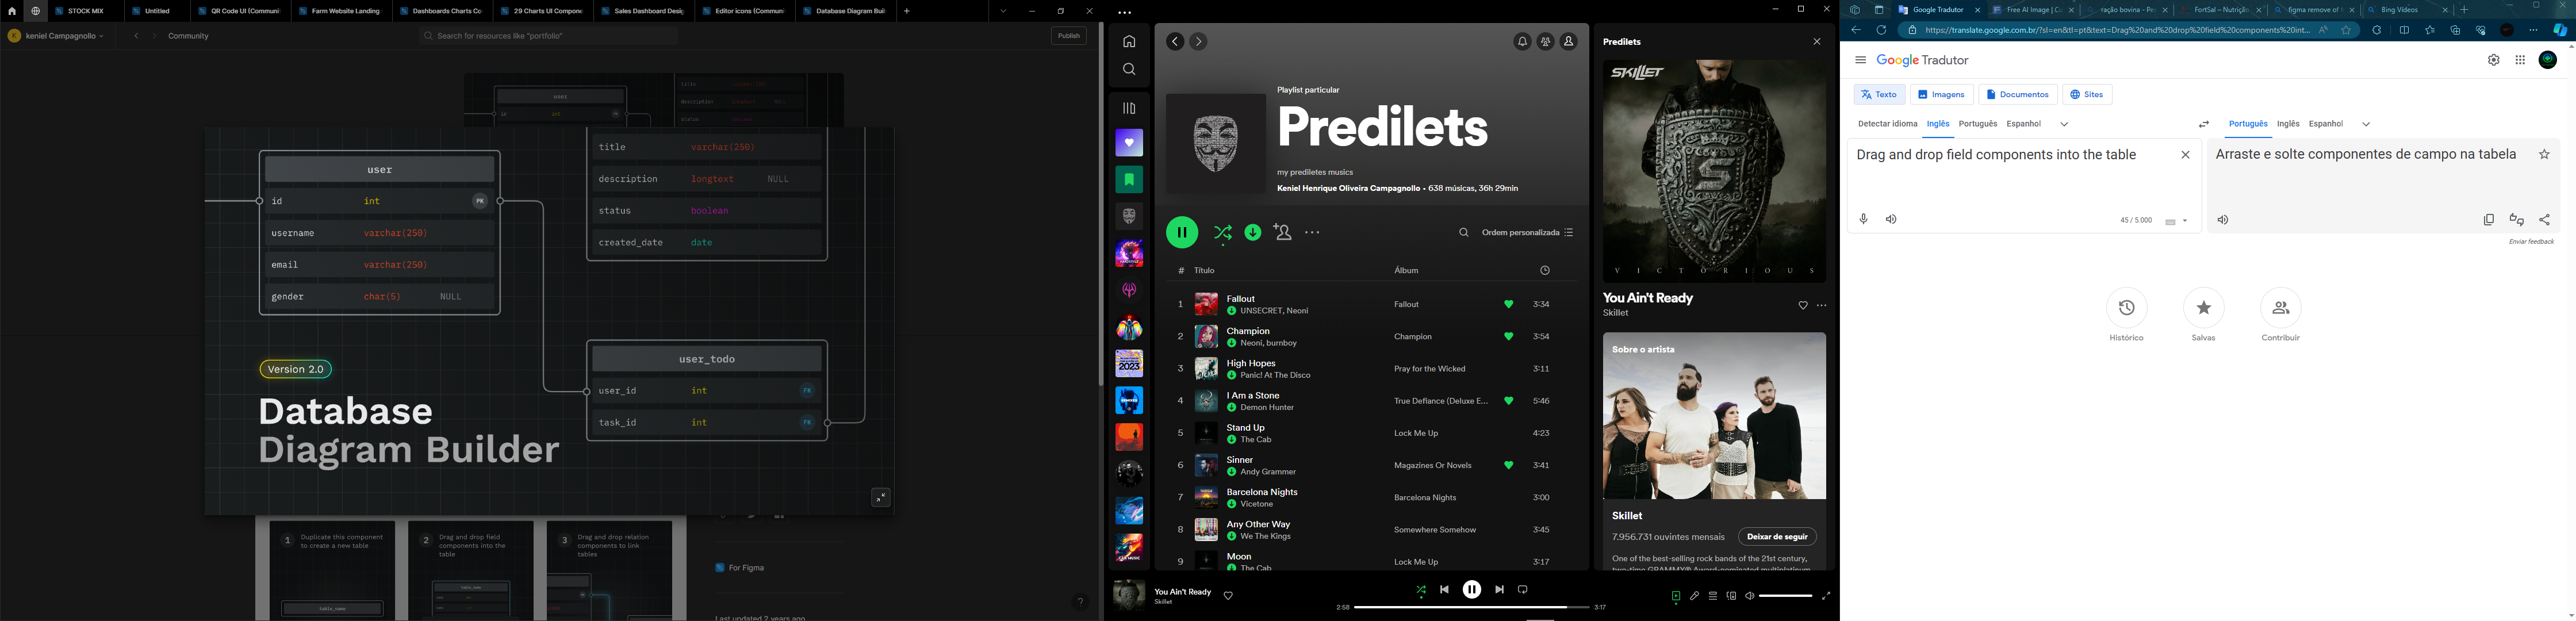 STOCK MIX
Untitled
QR Code UI (Communi
Farm Website Landing
Dashboards Charts Co
29 Charts UI Compone
Sales Dashboard Desig
Editor icons (Communi
Database Diagram Buil
keniel Campagnollo
Community
Search for resources like "portfolio"
Publish
user
id int
title varchar(250)
description longtext NULL
status boolean
created_date date
user
id int PK
username varchar(250)
email varchar(250)
gender char(5) NULL
user_todo
user_id int FK
task_id int FK
Version 2.0
Database
Diagram Builder
1 Duplicate this component
to create a new table
2 Drag and drop field
components into the
table
3 Drag and drop relation
components to link
tables
table_name
table_name
For Figma
Last updated 2 years ago
?
Playlist particular
Predilets
my prediletes musics
Keniel Henrique Oliveira Campagnollo • 638 músicas, 36h 29min
Ordem personalizada
# Título Álbum
1 Fallout Fallout 3:34
UNSECRET, Neoni
2 Champion Champion 3:54
Neoni, burnboy
3 High Hopes Pray for the Wicked 3:11
Panic! At The Disco
4 I Am a Stone True Defiance (Deluxe E... 5:46
Demon Hunter
5 Stand Up Lock Me Up 4:23
The Cab
6 Sinner Magazines Or Novels 3:41
Andy Grammer
7 Barcelona Nights Barcelona Nights 3:00
Vicetone
8 Any Other Way Somewhere Somehow 3:45
We The Kings
9 Moon Lock Me Up 3:17
The Cab
2023
Predilets
SKILLET
VICTORIOUS
You Ain't Ready
Skillet
Sobre o artista
Skillet
7.956.731 ouvintes mensais
Deixar de seguir
One of the best-selling rock bands of the 21st century,
two-time GRAMMY® Award-nominated multiplatinum
You Ain't Ready
Skillet
2:58
3:17
Google Tradutor
Free AI Image | C
ração bovina - Pe
FortSal – Nutrição
figma remove of f
Bing Vídeos
https://translate.google.com.br/?sl=en&tl=pt&text=Drag%20and%20drop%20field%20components%20int...
Google Tradutor
Texto
Imagens
Documentos
Sites
Detectar idioma Inglês Português Espanhol
Português Inglês Espanhol
Drag and drop field components into the table
45 / 5.000
Arraste e solte componentes de campo na tabela
Enviar feedback
Histórico
Salvas
Contribuir